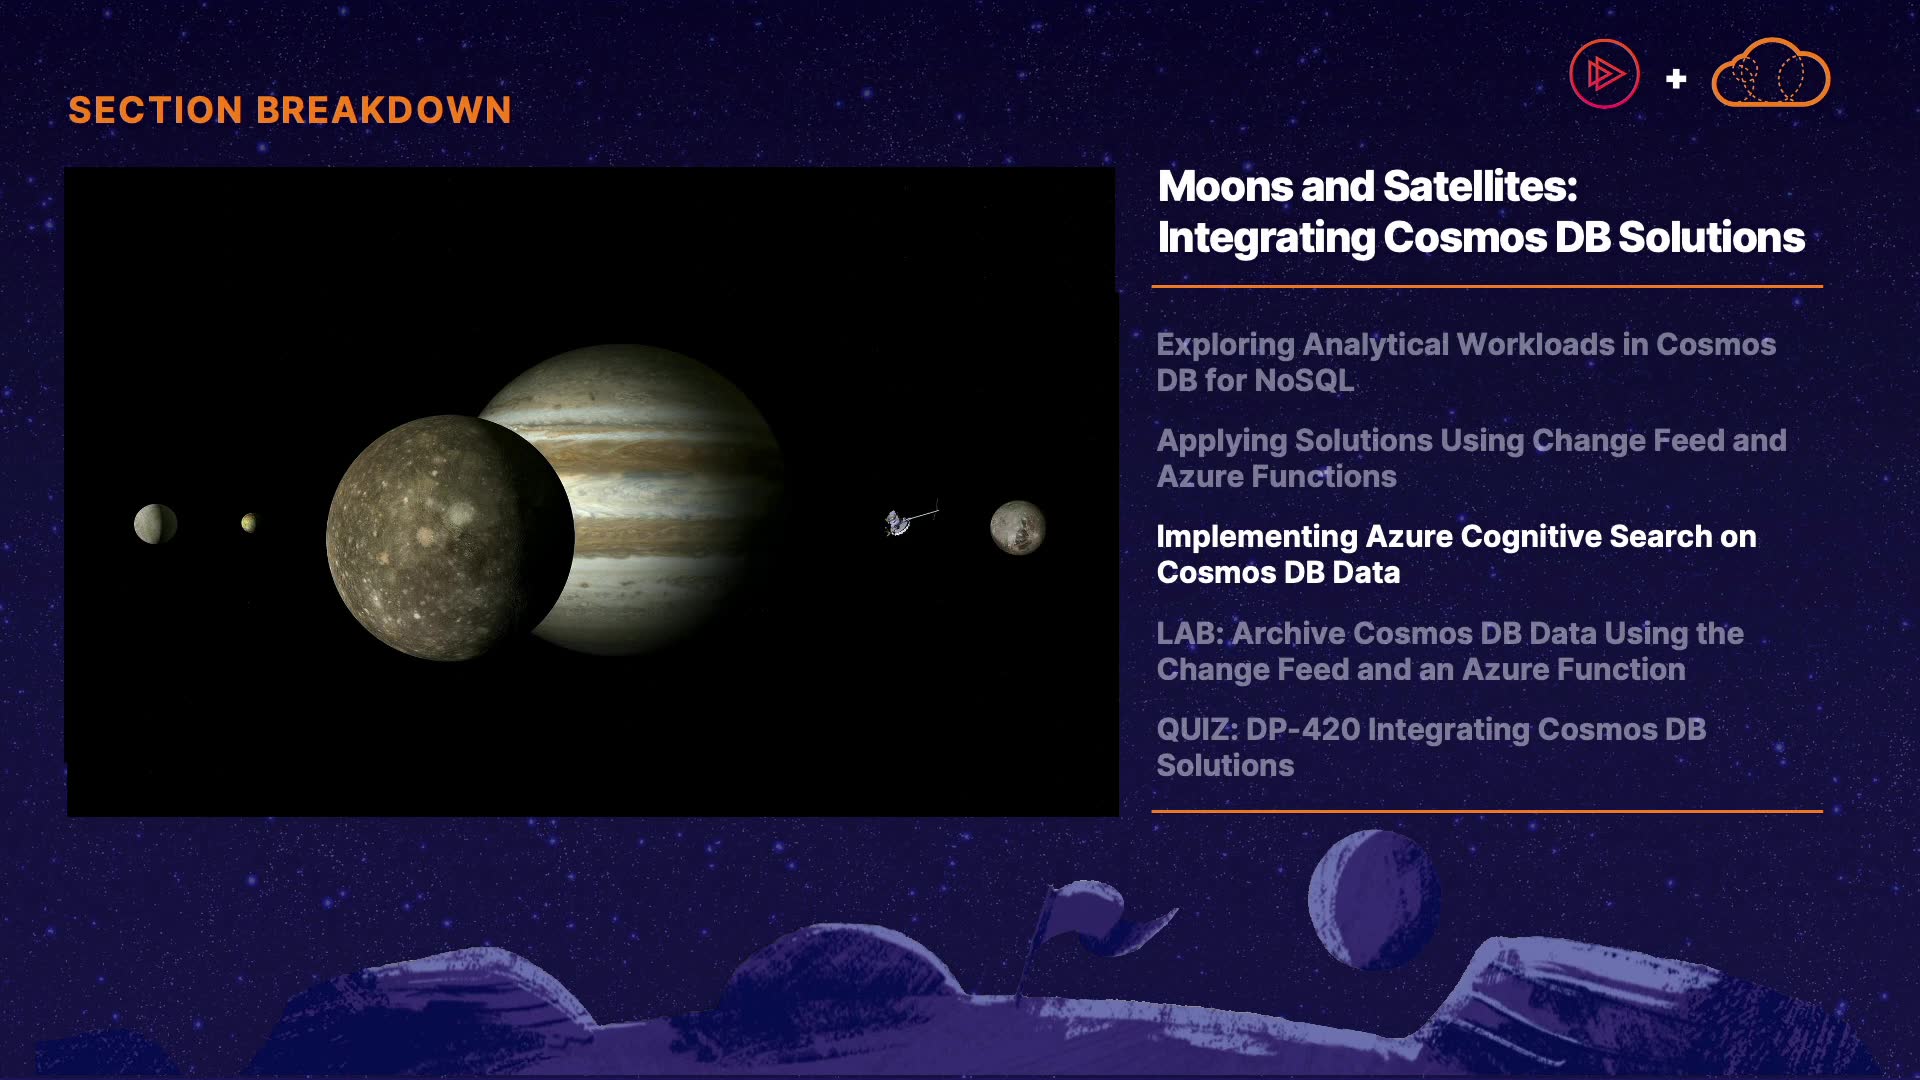 SECTION BREAKDOWN
+
Moons and Satellites:
Integrating Cosmos DB Solutions
Exploring Analytical Workloads in Cosmos
DB for NoSQL
Applying Solutions Using Change Feed and
Azure Functions
Implementing Azure Cognitive Search on
Cosmos DB Data
LAB: Archive Cosmos DB Data Using the
Change Feed and an Azure Function
QUIZ: DP-420 Integrating Cosmos DB
Solutions